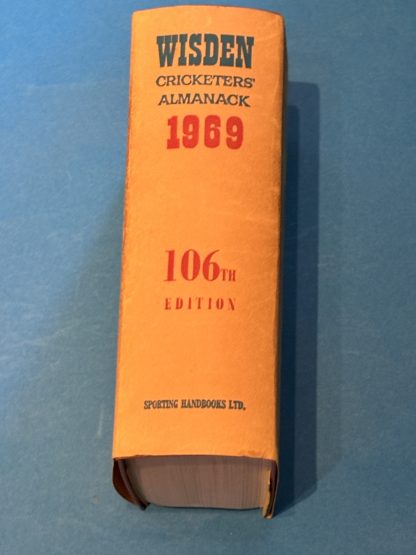 WISDEN
CRICKETERS'
ALMANACK
1969
106TH
EDITION
SPORTING HANDBOOKS LTD.